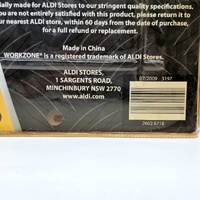 ially made for ALDI Stores to our stringent quality specifications.
ou are not entirely satisfied with this product, please return it to
ur nearest ALDI store, within 60 days from the date of purchase,
for a full refund or replacement.
Made in China
WORKZONE® is a registered trademark of ALDI Stores.
ALDI STORES,
1 SARGENTS ROAD,
MINCHINBURY NSW 2770
www.aldi.com
07/2009 3197